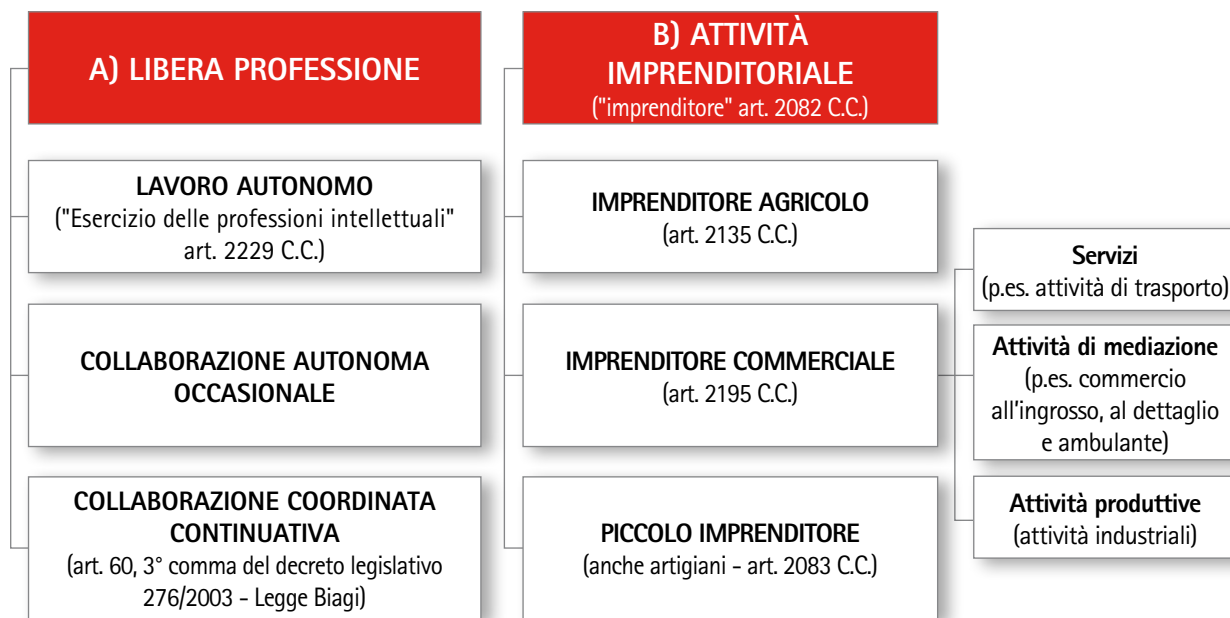 A) LIBERA PROFESSIONE
LAVORO AUTONOMO
("Esercizio delle professioni intellettuali"
art. 2229 C.C.)
COLLABORAZIONE AUTONOMA
OCCASIONALE
COLLABORAZIONE COORDINATA
CONTINUATIVA
(art. 60, 3° comma del decreto legislativo
276/2003 - Legge Biagi)
B) ATTIVITÀ
IMPRENDITORIALE
("imprenditore" art. 2082 C.C.)
IMPRENDITORE AGRICOLO
(art. 2135 C.C.)
IMPRENDITORE COMMERCIALE
(art. 2195 C.C.)
PICCOLO IMPRENDITORE
(anche artigiani - art. 2083 C.C.)
Servizi
(p.es. attività di trasporto)
Attività di mediazione
(p.es. commercio
all'ingrosso, al dettaglio
e ambulante)
Attività produttive
(attività industriali)